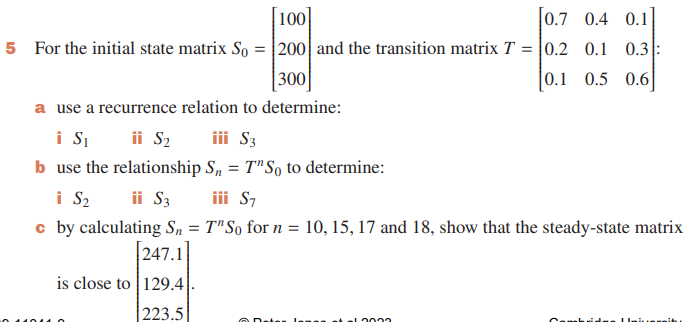 5 For the initial state matrix S₀ = [100 200 300] and the transition matrix T = [0.7 0.4 0.1 0.2 0.1 0.3 0.1 0.5 0.6]:
a use a recurrence relation to determine:
i S₁ ii S₂ iii S₃
b use the relationship Sₙ = TⁿS₀ to determine:
i S₂ ii S₃ iii S₇
c by calculating Sₙ = TⁿS₀ for n = 10, 15, 17 and 18, show that the steady-state matrix
is close to [247.1 129.4 223.5].